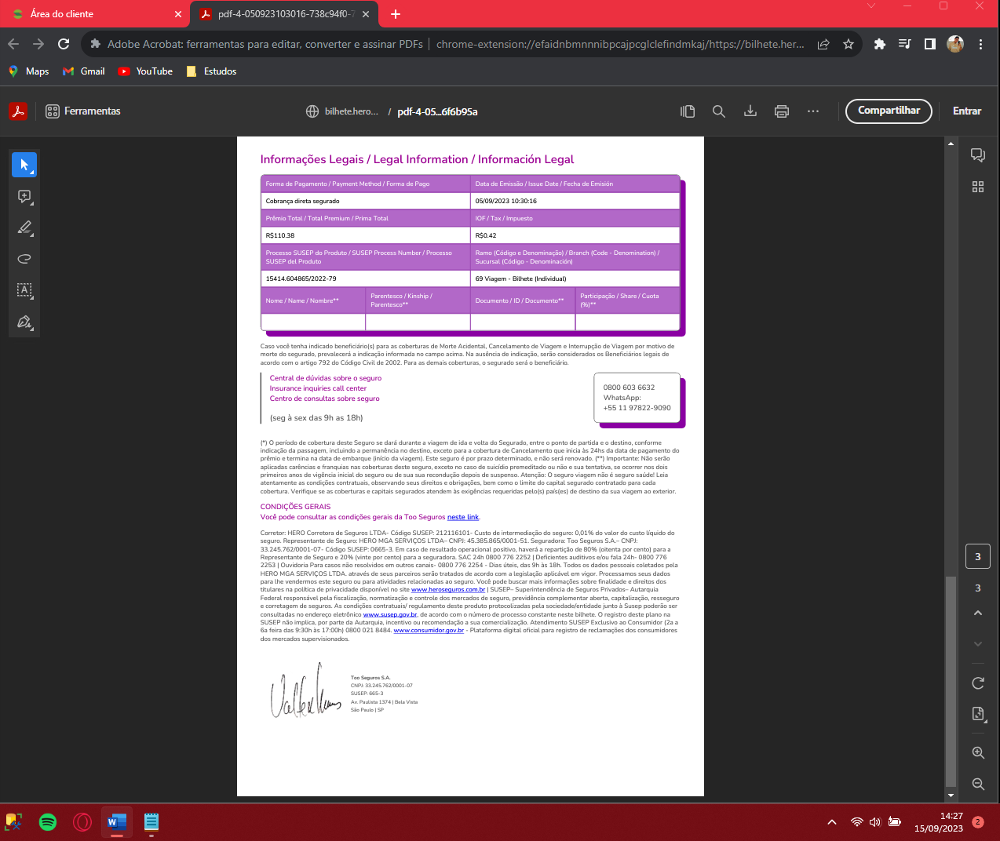 Área do cliente
pdf-4-050923103016-738c94f0-7
Adobe Acrobat: ferramentas para editar, converter e assinar PDFs | chrome-extension://efaidnbmnnnibpcajpcglclefindmkaj/https://bilhete.her...
Maps Gmail YouTube Estudos
Ferramentas
bilhete.hero... / pdf-4-05...6f6b95a
Compartilhar
Entrar
Informações Legais / Legal Information / Información Legal
Forma de Pagamento / Payment Method / Forma de Pago
Data de Emissão / Issue Date / Fecha de Emisión
Cobrança direta segurado
05/09/2023 10:30:16
Prêmio Total / Total Premium / Prima Total
IOF / Tax / Impuesto
R$110.38
R$0.42
Processo SUSEP do Produto / SUSEP Process Number / Processo
SUSEP del Produto
Ramo (Código e Denominação) / Branch (Code - Denomination) /
Sucursal (Código - Denominación)
15414.604865/2022-79
69 Viagem - Bilhete (Individual)
Nome / Name / Nombre**
Parentesco / Kinship /
Parentesco**
Documento / ID / Documento**
Participação / Share / Cuota
(%)**
Caso você tenha indicado beneficiário(s) para as coberturas de Morte Acidental, Cancelamento de Viagem e Interrupção de Viagem por motivo de
morte do segurado, prevalecerá a indicação informada no campo acima. Na ausência de indicação, serão considerados os Beneficiários legais de
acordo com o artigo 792 do Código Civil de 2002. Para as demais coberturas, o segurado será o beneficiário.
Central de dúvidas sobre o seguro
Insurance inquiries call center
Centro de consultas sobre seguro
(seg à sex das 9h as 18h)
0800 603 6632
WhatsApp:
+55 11 97822-9090
(*) O período de cobertura deste Seguro se dará durante a viagem de ida e volta do Segurado, entre o ponto de partida e o destino, conforme
indicação da passagem, incluindo a permanência no destino, exceto para a cobertura de Cancelamento que inicia às 24hs da data de pagamento do
prêmio e termina na data de embarque (início da viagem). Este seguro é por prazo determinado, e não será renovado. (**) Importante: Não serão
aplicadas carências e franquias nas coberturas deste seguro, exceto no caso de suicídio premeditado ou não e sua tentativa, se ocorrer nos dois
primeiros anos de vigência inicial do seguro ou de sua sua recondução depois de suspenso. Atenção: O seguro viagem não é seguro saúde! Leia
atentamente as condições contratuais, observando seus direitos e obrigações, bem como o limite do capital segurado contratado para cada
cobertura. Verifique se as coberturas e capitais segurados atendem às exigências requeridas pelo(s) país(es) de destino da sua viagem ao exterior.
CONDIÇÕES GERAIS
Você pode consultar as condições gerais da Too Seguros neste link.
Corretor: HERO Corretora de Seguros LTDA- Código SUSEP: 212116101- Custo de intermediação do seguro: 0,01% do valor do custo líquido do
seguro. Representante de Seguro: HERO MGA SERVIÇOS LTDA– CNPJ: 45.385.865/0001-51. Seguradora: Too Seguros S.A.– CNPJ:
33.245.762/0001-07- Código SUSEP: 0665-3. Em caso de resultado operacional positivo, haverá a repartição de 80% (oitenta por cento) para a
Representante de Seguro e 20% (vinte por cento) para a seguradora. SAC 24h 0800 776 2252 | Deficientes auditivos e/ou fala 24h- 0800 776
2253 | Ouvidoria Para casos não resolvidos em outros canais- 0800 776 2254 - Dias úteis, das 9h às 18h. Todos os dados pessoais coletados pela
HERO MGA SERVIÇOS LTDA. através de seus parceiros serão tratados de acordo com a legislação aplicável em vigor. Processamos seus dados
para lhe vendermos este seguro ou para atividades relacionadas ao seguro. Você pode buscar mais informações sobre finalidade e direitos dos
titulares na política de privacidade disponível no site www.heroseguros.com.br | SUSEP– Superintendência de Seguros Privados– Autarquia
Federal responsável pela fiscalização, normatização e controle dos mercados de seguro, previdência complementar aberta, capitalização, resseguro
e corretagem de seguros. As condições contratuais/ regulamento deste produto protocolizadas pela sociedade/entidade junto à Susep poderão ser
consultadas no endereço eletrônico www.susep.gov.br, de acordo com o número de processo constante neste bilhete. O registro deste plano na
SUSEP não implica, por parte da Autarquia, incentivo ou recomendação a sua comercialização. Atendimento SUSEP Exclusivo ao Consumidor (2a a
6a feira das 9:30h às 17:00h) 0800 021 8484. www.consumidor.gov.br - Plataforma digital oficial para registro de reclamações dos consumidores
dos mercados supervisionados.
Too Seguros S.A.
CNPJ: 33.245.762/0001-07
SUSEP: 665-3
Av. Paulista 1374 | Bela Vista
São Paulo | SP
3
3
14:27
15/09/2023
2